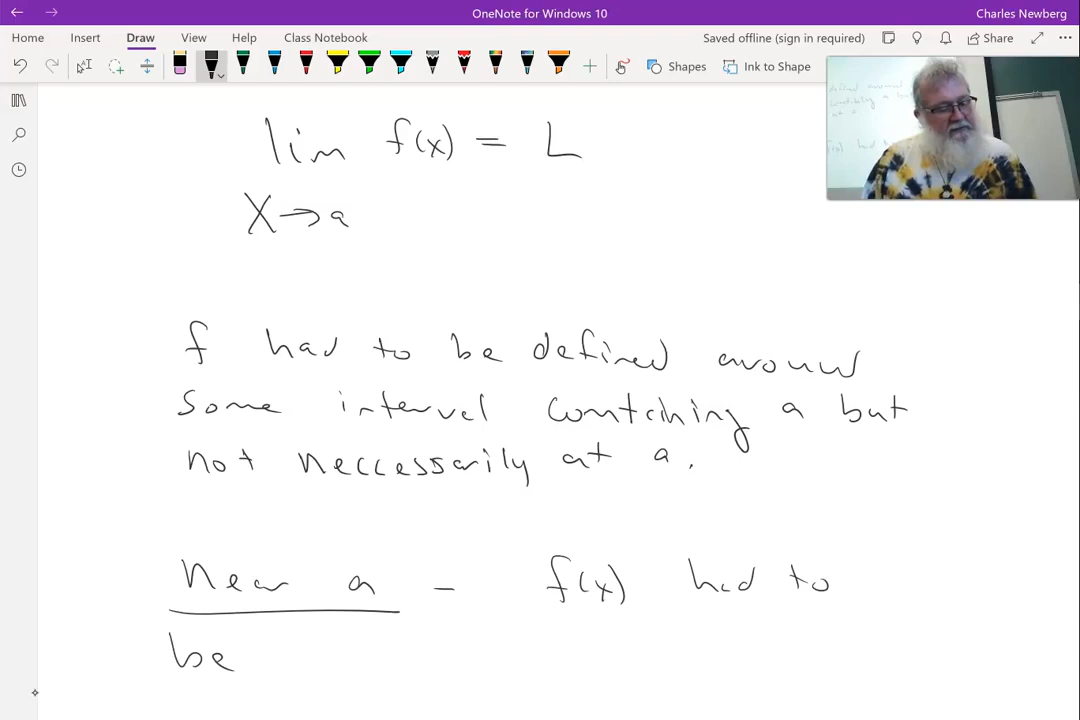 OneNote for Windows 10
Charles Newberg
Home Insert Draw View Help Class Notebook
Saved offline (sign in required)
Share
Shapes
Ink to Shape
lim f(x) = L
x→a
f had to be defined around
some interval containing a but
not neccessarily at a.
Near a - f(x) had to
be